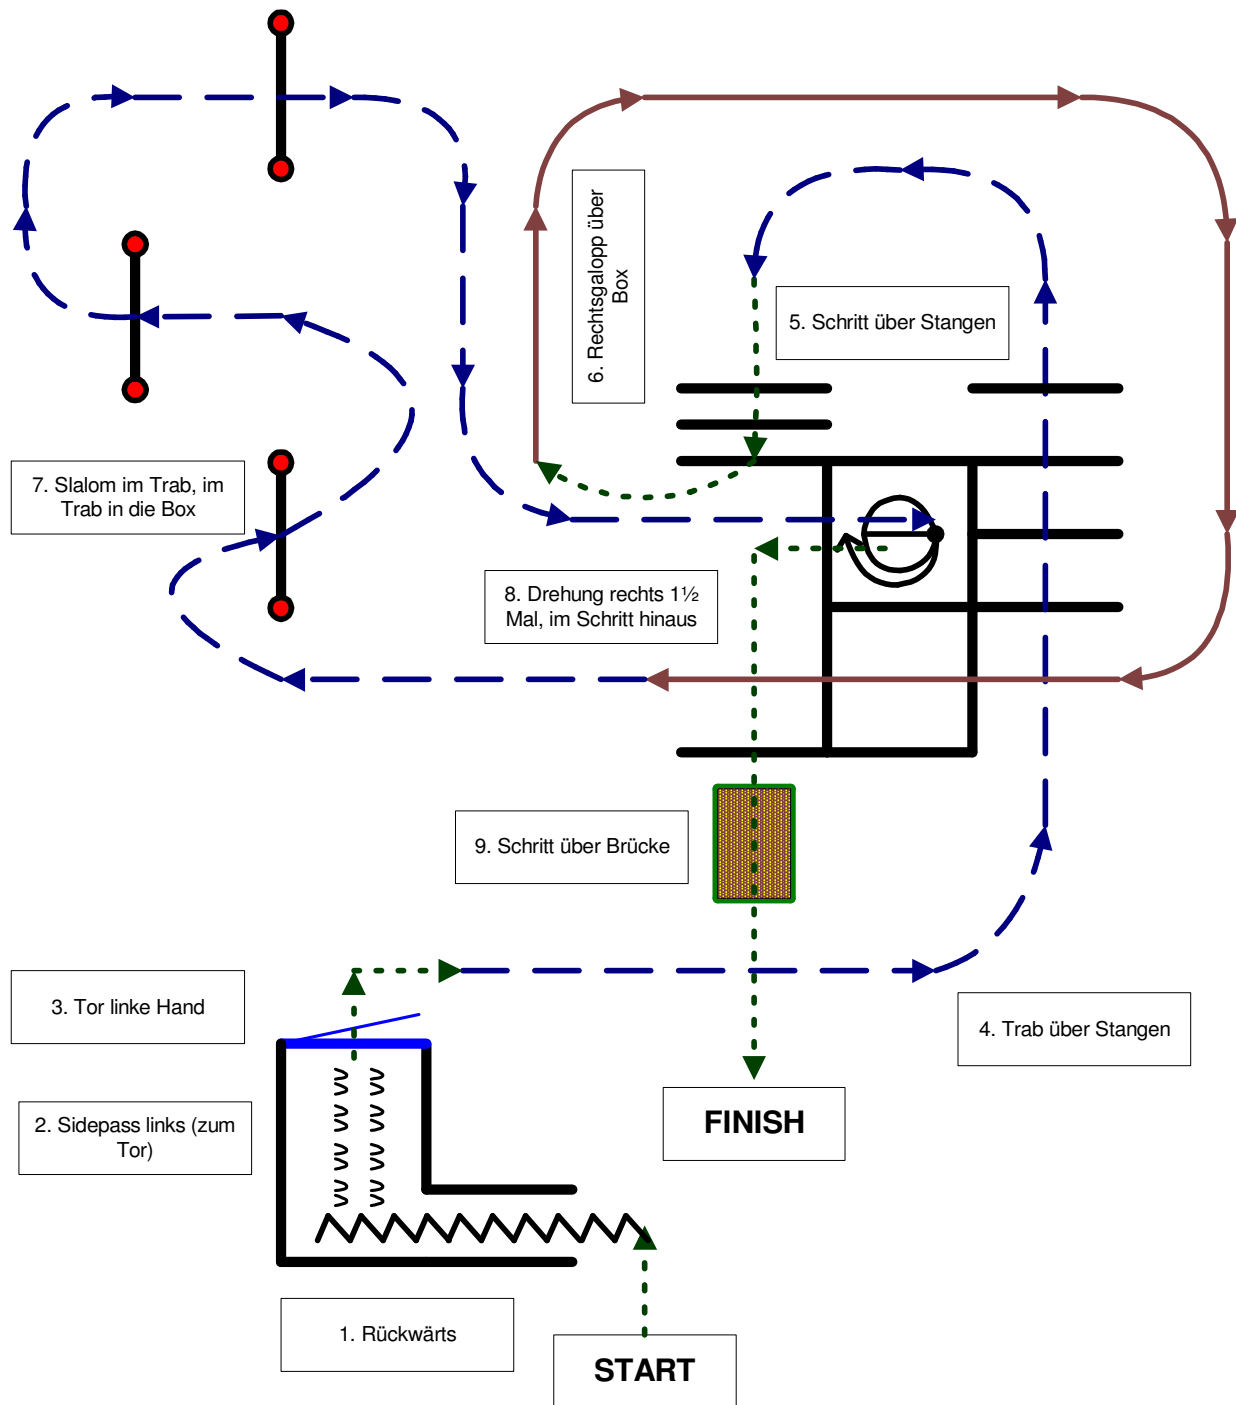 6. Rechtsgalopp über
Box
5. Schritt über Stangen
7. Slalom im Trab, im
Trab in die Box
8. Drehung rechts 1½
Mal, im Schritt hinaus
9. Schritt über Brücke
3. Tor linke Hand
4. Trab über Stangen
2. Sidepass links (zum
Tor)
FINISH
1. Rückwärts
START